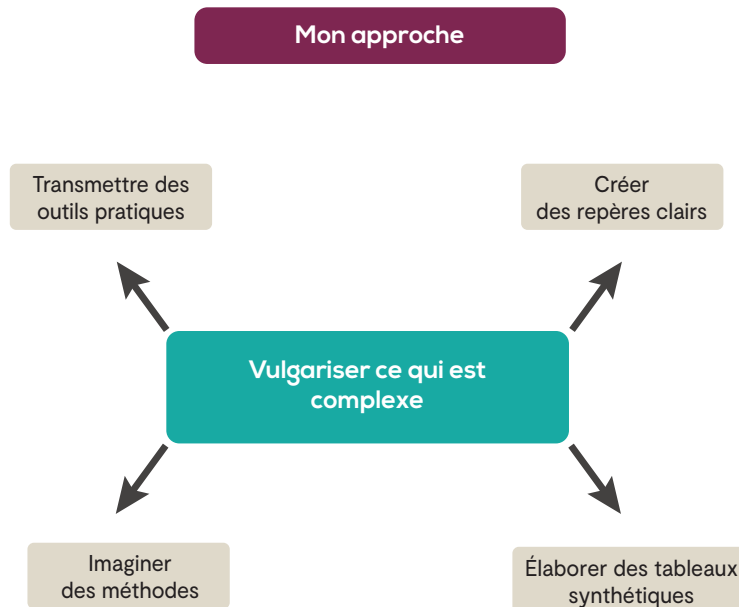 Mon approche
Transmettre des
outils pratiques
Créer
des repères clairs
Vulgariser ce qui est
complexe
Imaginer
des méthodes
Élaborer des tableaux
synthétiques